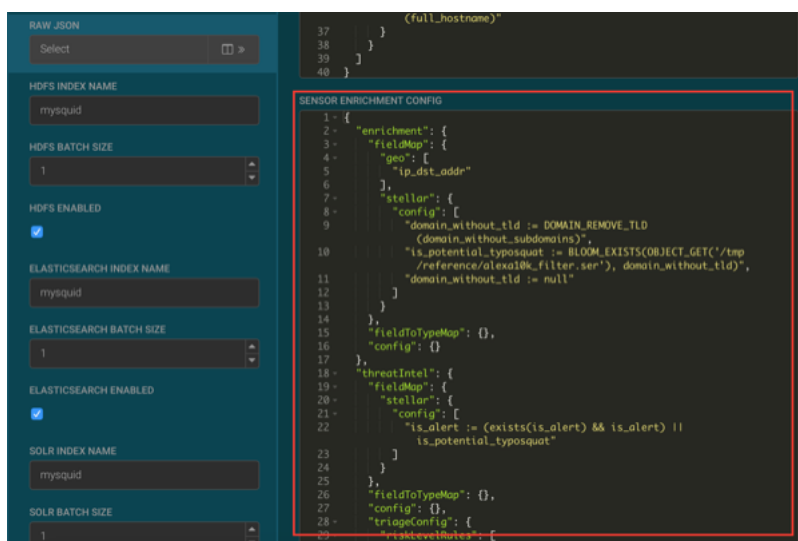 RAW JSON
Select
HDFS INDEX NAME
mysquid
HDFS BATCH SIZE
1
HDFS ENABLED
ELASTICSEARCH INDEX NAME
mysquid
ELASTICSEARCH BATCH SIZE
1
ELASTICSEARCH ENABLED
SOLR INDEX NAME
mysquid
SOLR BATCH SIZE
1
(full_hostname)"
37 }
38 }
39 ]
40 }
SENSOR ENRICHMENT CONFIG
1 - {
2 - "enrichment": {
3 - "fieldMap": {
4 - "geo": [
5 "ip_dst_addr"
6 ],
7 - "stellar": {
8 - "config": [
9 "domain_without_tld := DOMAIN_REMOVE_TLD
(domain_without_subdomains)",
10 "is_potential_typosquat := BLOOM_EXISTS(OBJECT_GET('/tmp
/reference/alexa10k_filter.ser'), domain_without_tld)",
11 "domain_without_tld := null"
12 ]
13 }
14 },
15 "fieldToTypeMap": {},
16 "config": {}
17 },
18 - "threatIntel": {
19 - "fieldMap": {
20 - "stellar": {
21 - "config": [
22 "is_alert := (exists(is_alert) && is_alert) ||
is_potential_typosquat"
23 ]
24 }
25 },
26 "fieldToTypeMap": {},
27 "config": {},
28 - "triageConfig": {
29 "riskLevelRules": [